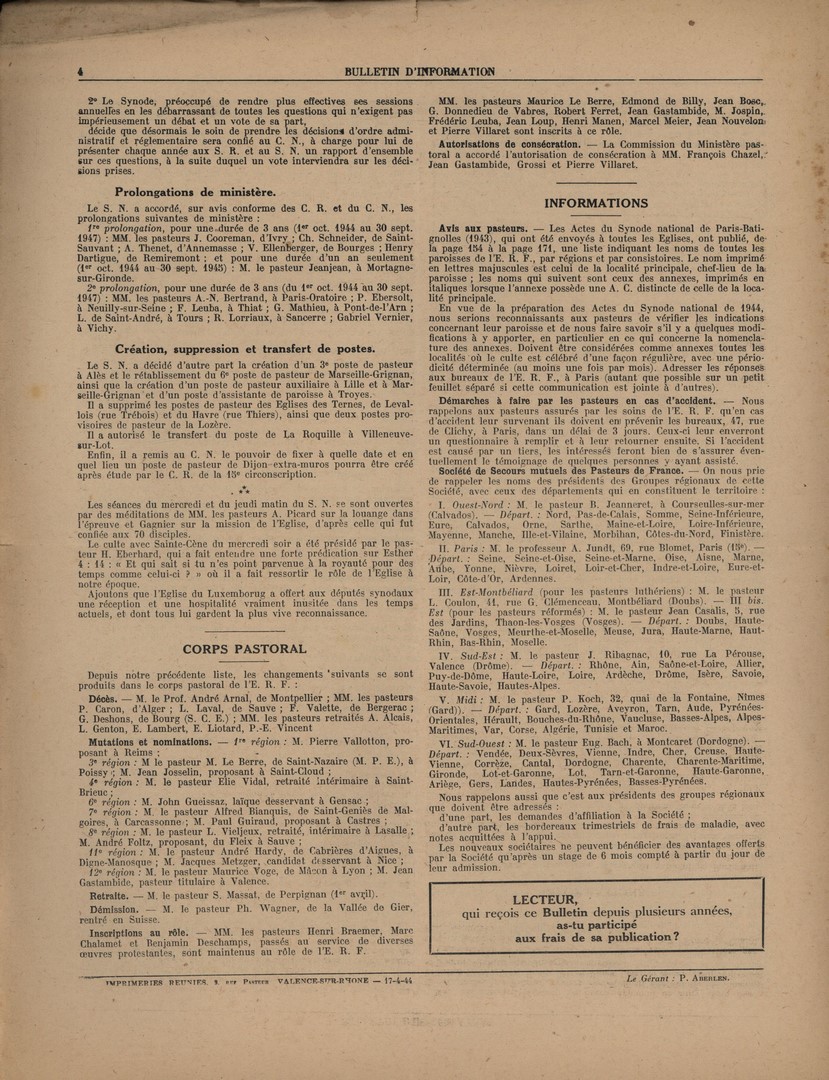 4
BULLETIN D'INFORMATION
2° Le Synode, préoccupé de rendre plus effectives ses sessions
annuelles en les débarrassant de toutes les questions qui n'exigent pas
impérieusement un débat et un vote de sa part,
décide que désormais le soin de prendre les décisions d'ordre admi-
nistratif et réglementaire sera confié au C. N., à charge pour lui de
présenter chaque année aux S. R. et au S. N. un rapport d'ensemble
sur ces questions, à la suite duquel un vote interviendra sur les déci-
sions prises.
Prolongations de ministère.
Le S. N. a accordé, sur avis conforme des C. R. et du C. N., les
prolongations suivantes de ministère :
1re prolongation, pour une durée de 3 ans (1er oct. 1944 au 30 sept.
1947) : MM. les pasteurs J. Cooreman, d'Ivry ; Ch. Schneider, de Saint-
Sauvant ; A. Thenet, d'Annemasse ; V. Ellenberger, de Bourges ; Henry
Dartigue, de Remiremont ; et pour une durée d'un an seulement
(1er oct. 1944 au 30 sept. 1945) : M. le pasteur Jeanjean, à Mortagne-
sur-Gironde.
2e prolongation, pour une durée de 3 ans (du 1er oct. 1944 au 30 sept.
1947) : MM. les pasteurs A.-N. Bertrand, à Paris-Oratoire ; P. Ebersolt,
à Neuilly-sur-Seine ; F. Leuba, à Thiat ; G. Mathieu, à Pont-de-l'Arn ;
L. de Saint-André, à Tours ; R. Lorriaux, à Sancerre ; Gabriel Vernier,
à Vichy.
Création, suppression et transfert de postes.
Le S. N. a décidé d'autre part la création d'un 3e poste de pasteur
à Alès et le rétablissement du 6e poste de pasteur de Marseille-Grignan,
ainsi que la création d'un poste de pasteur auxiliaire à Lille et à Mar-
seille-Grignan et d'un poste d'assistante de paroisse à Troyes.
Il a supprimé les postes de pasteur des Eglises des Ternes, de Leval-
lois (rue Trébois) et du Havre (rue Thiers), ainsi que deux postes pro-
visoires de pasteur de la Lozère.
Il a autorisé le transfert du poste de La Roquille à Villeneuve-
sur-Lot.
Enfin, il a remis au C. N. le pouvoir de fixer à quelle date et en
quel lieu un poste de pasteur de Dijon-extra-muros pourra être créé
après étude par le C. R. de la 15e circonscription.
***
Les séances du mercredi et du jeudi matin du S. N. se sont ouvertes
par des méditations de MM. les pasteurs A. Picard sur la louange dans
l'épreuve et Gagnier sur la mission de l'Eglise, d'après celle qui fut
confiée aux 70 disciples.
Le culte avec Sainte-Cène du mercredi soir a été présidé par le pas-
teur H. Eberhard, qui a fait entendre une forte prédication sur Esther
4 : 14 : « Et qui sait si tu n'es point parvenue à la royauté pour des
temps comme celui-ci ? » où il a fait ressortir le rôle de l'Eglise à
notre époque.
Ajoutons que l'Eglise du Luxemborug a offert aux députés synodaux
une réception et une hospitalité vraiment inusitée dans les temps
actuels, et dont tous lui gardent la plus vive reconnaissance.
CORPS PASTORAL
Depuis notre précédente liste, les changements suivants se sont
produits dans le corps pastoral de l'E. R. F. :
Décès. — M. le Prof. André Arnal, de Montpellier ; MM. les pasteurs
P. Caron, d'Alger ; L. Laval, de Sauve ; F. Valette, de Bergerac ;
G. Deshons, de Bourg (S. C. E.) ; MM. les pasteurs retraités A. Alcais,
L. Genton, E. Lambert, E. Liotard, P.-E. Vincent
Mutations et nominations. — 1re région : M. Pierre Vallotton, pro-
posant à Reims ;
3e région : M le pasteur M. Le Berre, de Saint-Nazaire (M. P. E.), à
Poissy ; M. Jean Josselin, proposant à Saint-Cloud ;
4e région : M. le pasteur Elie Vidal, retraité intérimaire à Saint-
Brieuc ;
6e région : M. John Gueissaz, laïque desservant à Gensac ;
7e région : M. le pasteur Alfred Bianquis, de Saint-Geniès de Mal-
goires, à Carcassonne ; M. Paul Guiraud, proposant à Castres ;
8e région : M. le pasteur L. Vieljeux, retraité, intérimaire à Lasalle ;
M. André Foltz, proposant, du Fleix à Sauve ;
11e région : M. le pasteur André Hardy, de Cabrières d'Aigues, à
Digne-Manosque ; M. Jacques Metzger, candidat desservant à Nice ;
12e région : M. le pasteur Maurice Voge, de Mâcon à Lyon ; M. Jean
Gastambide, pasteur titulaire à Valence.
Retraite. — M. le pasteur S. Massat, de Perpignan (1er avril).
Démission. — M. le pasteur Ph. Wagner, de la Vallée de Gier,
rentré en Suisse.
Inscriptions au rôle. — MM. les pasteurs Henri Braemer, Marc
Chalamet et Benjamin Deschamps, passés au service de diverses
œuvres protestantes, sont maintenus au rôle de l'E. R. F.
MM. les pasteurs Maurice Le Berre, Edmond de Billy, Jean Bosc,
G. Donnedieu de Vabres, Robert Ferret, Jean Gastambide, M. Jospin,
Frédéric Leuba, Jean Loup, Henri Manen, Marcel Meier, Jean Nouvelon
et Pierre Villaret sont inscrits à ce rôle.
Autorisations de consécration. — La Commission du Ministère pas-
toral a accordé l'autorisation de consécration à MM. François Chazel,
Jean Gastambide, Grossi et Pierre Villaret.
INFORMATIONS
Avis aux pasteurs. — Les Actes du Synode national de Paris-Bati-
gnolles (1943), qui ont été envoyés à toutes les Eglises, ont publié, de
la page 154 à la page 171, une liste indiquant les noms de toutes les
paroisses de l'E. R. F., par régions et par consistoires. Le nom imprimé
en lettres majuscules est celui de la localité principale, chef-lieu de la
paroisse ; les noms qui suivent sont ceux des annexes, imprimés en
italiques lorsque l'annexe possède une A. C. distincte de celle de la loca-
lité principale.
En vue de la préparation des Actes du Synode national de 1944,
nous serions reconnaissants aux pasteurs de vérifier les indications
concernant leur paroisse et de nous faire savoir s'il y a quelques modi-
fications à y apporter, en particulier en ce qui concerne la nomencla-
ture des annexes. Doivent être considérées comme annexes toutes les
localités où le culte est célébré d'une façon régulière, avec une pério-
dicité déterminée (au moins une fois par mois). Adresser les réponses
aux bureaux de l'E. R. F., à Paris (autant que possible sur un petit
feuillet séparé si cette communication est jointe à d'autres).
Démarches à faire par les pasteurs en cas d'accident. — Nous
rappelons aux pasteurs assurés par les soins de l'E. R. F. qu'en cas
d'accident leur survenant ils doivent en prévenir les bureaux, 47, rue
de Clichy, à Paris, dans un délai de 3 jours. Ceux-ci leur enverront
un questionnaire à remplir et à leur retourner ensuite. Si l'accident
est causé par un tiers, les intéressés feront bien de s'assurer éven-
tuellement le témoignage de quelques personnes y ayant assisté.
Société de Secours mutuels des Pasteurs de France. — On nous prie
de rappeler les noms des présidents des Groupes régionaux de cette
Société, avec ceux des départements qui en constituent le territoire :
I. Ouest-Nord : M. le pasteur B. Jeanneret, à Courseulles-sur-mer
(Calvados). — Départ. : Nord, Pas-de-Calais, Somme, Seine-Inférieure,
Eure, Calvados, Orne, Sarthe, Maine-et-Loire, Loire-Inférieure,
Mayenne, Manche, Ille-et-Vilaine, Morbihan, Côtes-du-Nord, Finistère.
II. Paris : M. le professeur A. Jundt, 69, rue Blomet, Paris (15e). —
Départ. : Seine, Seine-et-Oise, Seine-et-Marne, Oise, Aisne, Marne,
Aube, Yonne, Nièvre, Loiret, Loir-et-Cher, Indre-et-Loire, Eure-et-
Loir, Côte-d'Or, Ardennes.
III. Est-Montbéliard (pour les pasteurs luthériens) : M. le pasteur
L. Coulon, 41, rue G. Clémenceau, Montbéliard (Doubs). — III bis.
Est (pour les pasteurs réformés) : M. le pasteur Jean Casalis, 5, rue
des Jardins, Thaon-les-Vosges (Vosges). — Départ. : Doubs, Haute-
Saône, Vosges, Meurthe-et-Moselle, Meuse, Jura, Haute-Marne, Haut-
Rhin, Bas-Rhin, Moselle.
IV. Sud-Est : M. le pasteur J. Ribagnac, 10, rue La Pérouse,
Valence (Drôme). — Départ. : Rhône, Ain, Saône-et-Loire, Allier,
Puy-de-Dôme, Haute-Loire, Loire, Ardèche, Drôme, Isère, Savoie,
Haute-Savoie, Hautes-Alpes.
V. Midi : M. le pasteur P. Koch, 32, quai de la Fontaine, Nîmes
(Gard)). — Départ. : Gard, Lozère, Aveyron, Tarn, Aude, Pyrénées-
Orientales, Hérault, Bouches-du-Rhône, Vaucluse, Basses-Alpes, Alpes-
Maritimes, Var, Corse, Algérie, Tunisie et Maroc.
VI. Sud-Ouest : M. le pasteur Eug. Bach, à Montcaret (Dordogne). —
Départ. : Vendée, Deux-Sèvres, Vienne, Indre, Cher, Creuse, Haute-
Vienne, Corrèze, Cantal, Dordogne, Charente, Charente-Maritime,
Gironde, Lot-et-Garonne, Lot, Tarn-et-Garonne, Haute-Garonne,
Ariège, Gers, Landes, Hautes-Pyrénées, Basses-Pyrénées.
Nous rappelons aussi que c'est aux présidents des groupes régionaux
que doivent être adressés :
d'une part, les demandes d'affiliation à la Société ;
d'autre part, les bordereaux trimestriels de frais de maladie, avec
notes acquittées à l'appui.
Les nouveaux sociétaires ne peuvent bénéficier des avantages offerts
par la Société qu'après un stage de 6 mois compté à partir du jour de
leur admission.
LECTEUR,
qui reçois ce Bulletin depuis plusieurs années,
as-tu participé
aux frais de sa publication ?
IMPRIMERIES REUNIES, rue Pasteur VALENCE-SUR-RHONE — 17-4-44
Le Gérant : P. Aberlen.